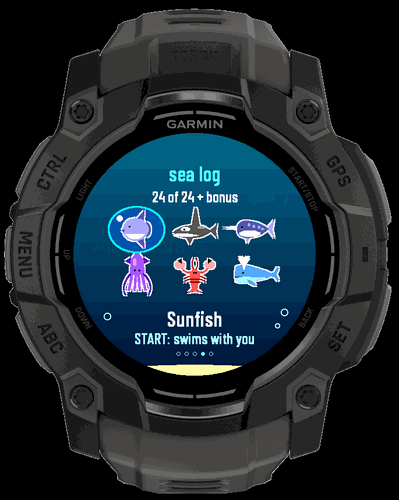 GARMIN
CTRL
LIGHT
GPS
START/STOP
MENU
UP
ABC
DOWN
SET
BACK
sea log
24 of 24 + bonus
Sunfish
START: swims with you